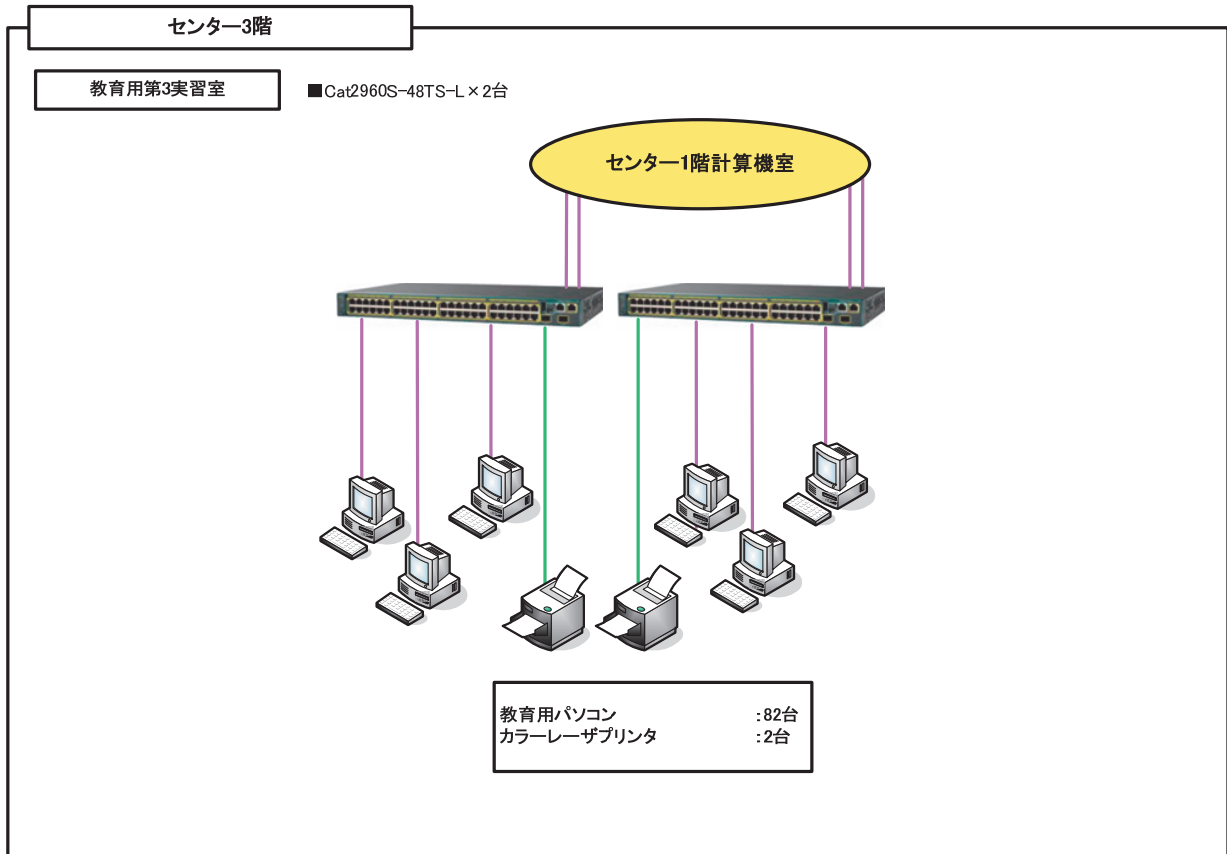 センター3階
教育用第3実習室
■Cat2960S-48TS-L×2台
センター1階計算機室
教育用パソコン :82台
カラーレーザプリンタ :2台